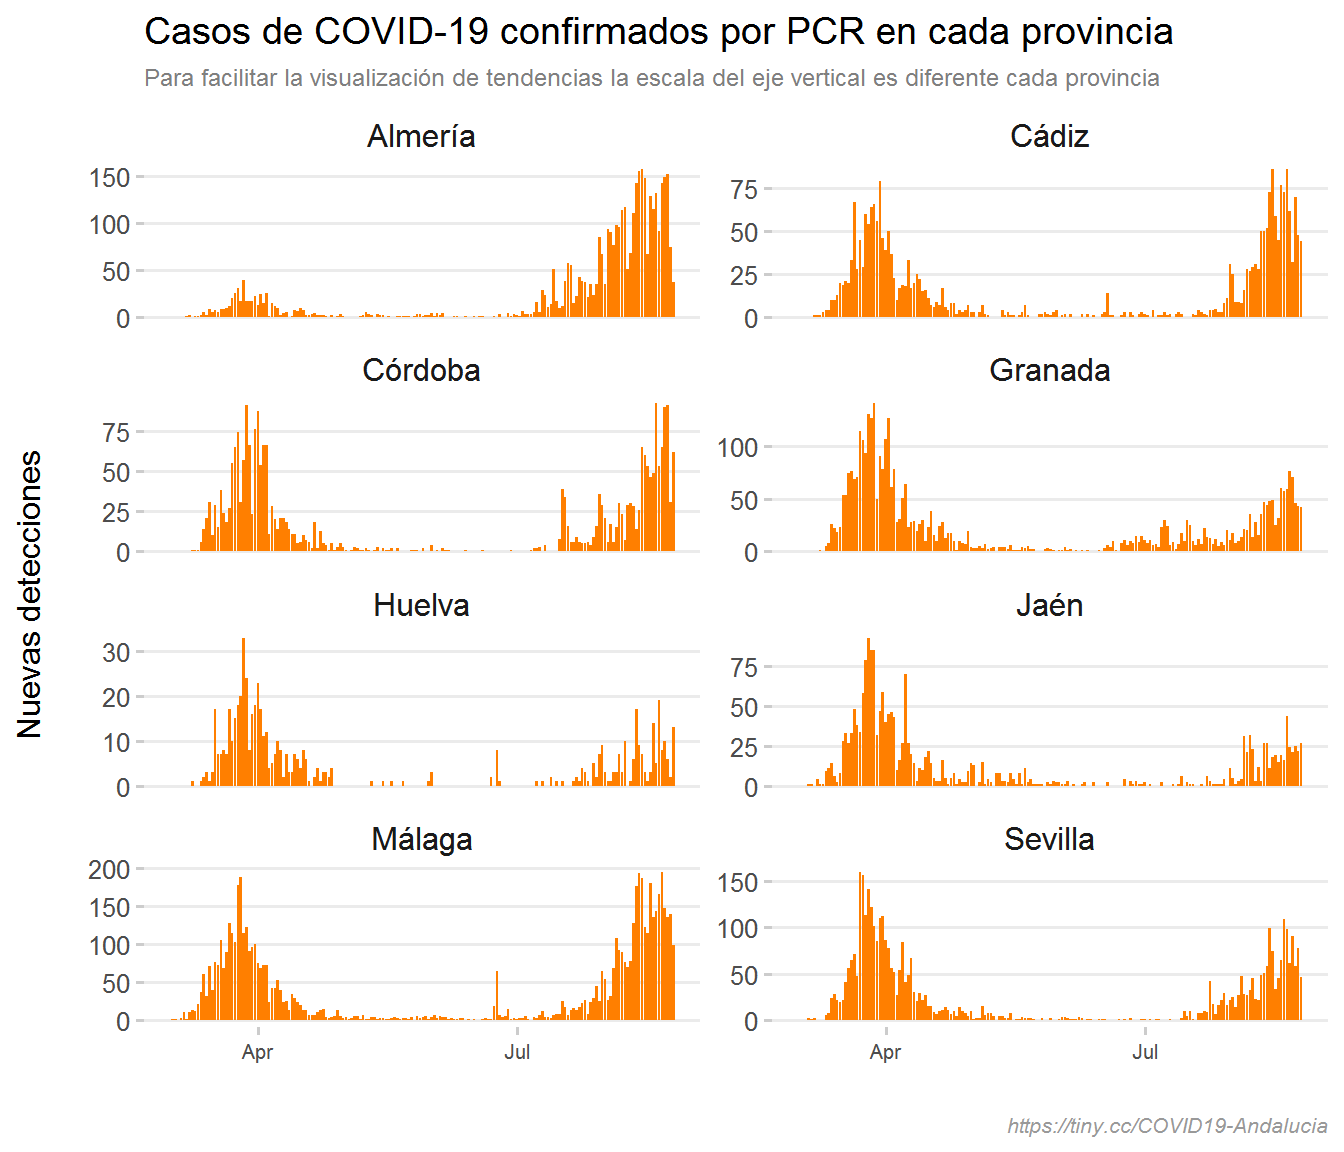 Casos de COVID-19 confirmados por PCR en cada provincia
Para facilitar la visualización de tendencias la escala del eje vertical es diferente cada provincia
Nuevas detecciones
Almería
150
100
50
0
Cádiz
75
50
25
0
Córdoba
75
50
25
0
Granada
100
50
0
Huelva
30
20
10
0
Jaén
75
50
25
0
Málaga
200
150
100
50
0
Apr
Jul
Sevilla
150
100
50
0
Apr
Jul
https://tiny.cc/COVID19-Andalucia